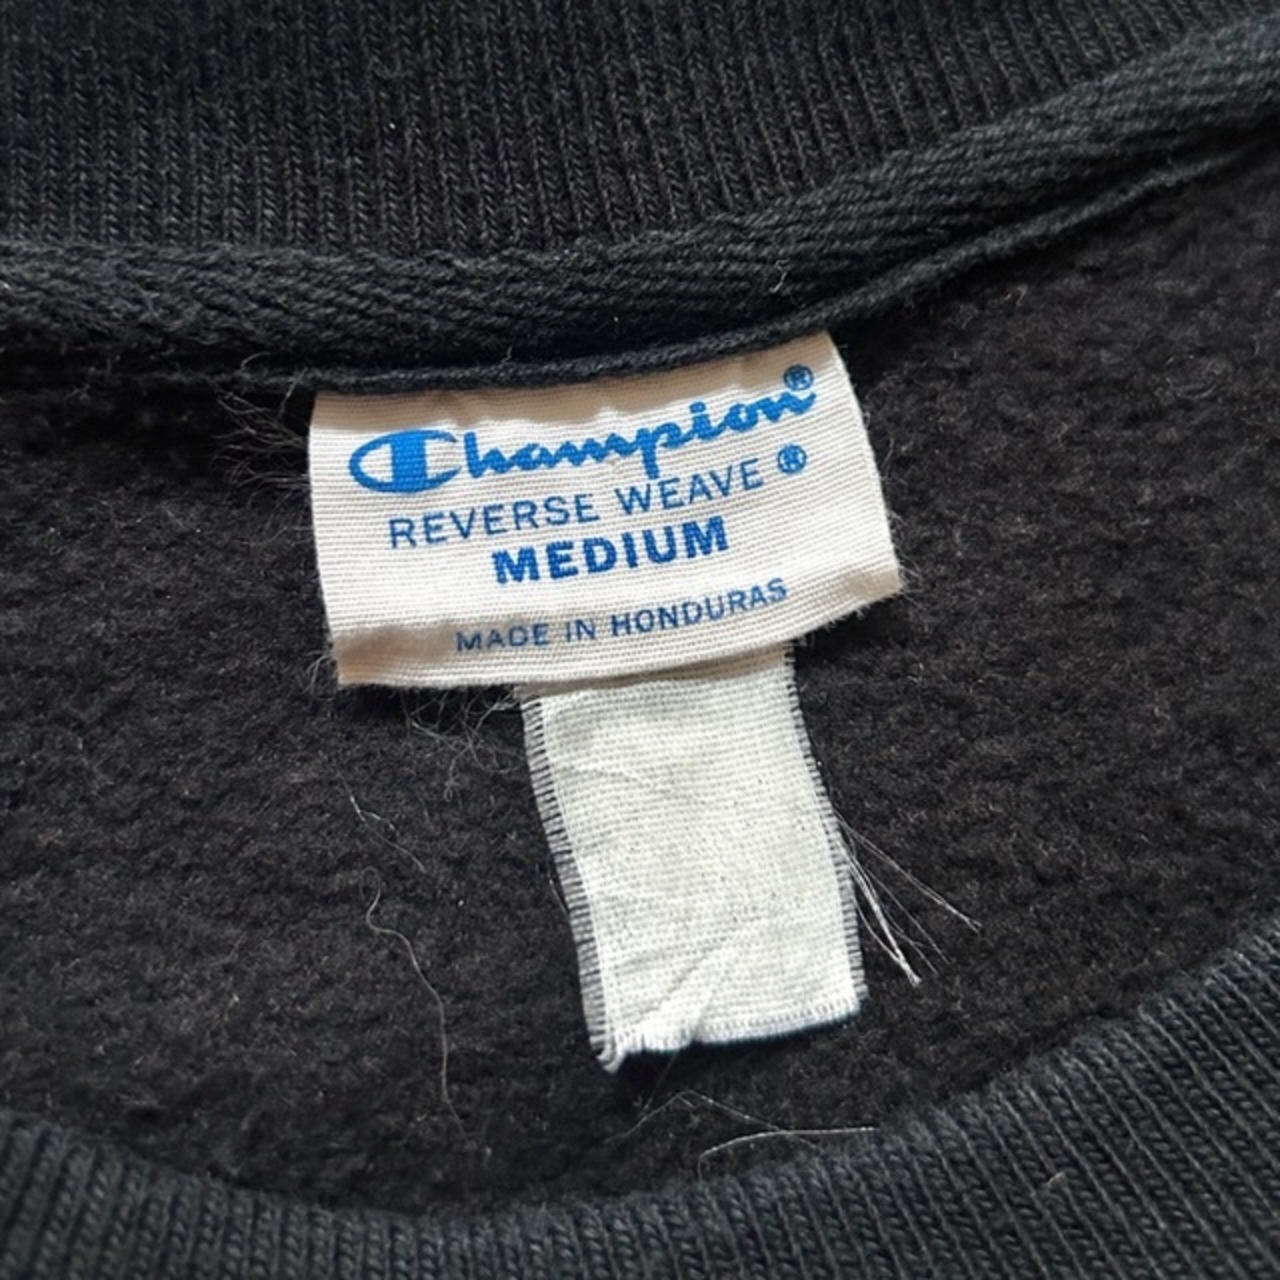 Champion®
REVERSE WEAVE ®
MEDIUM
MADE IN HONDURAS